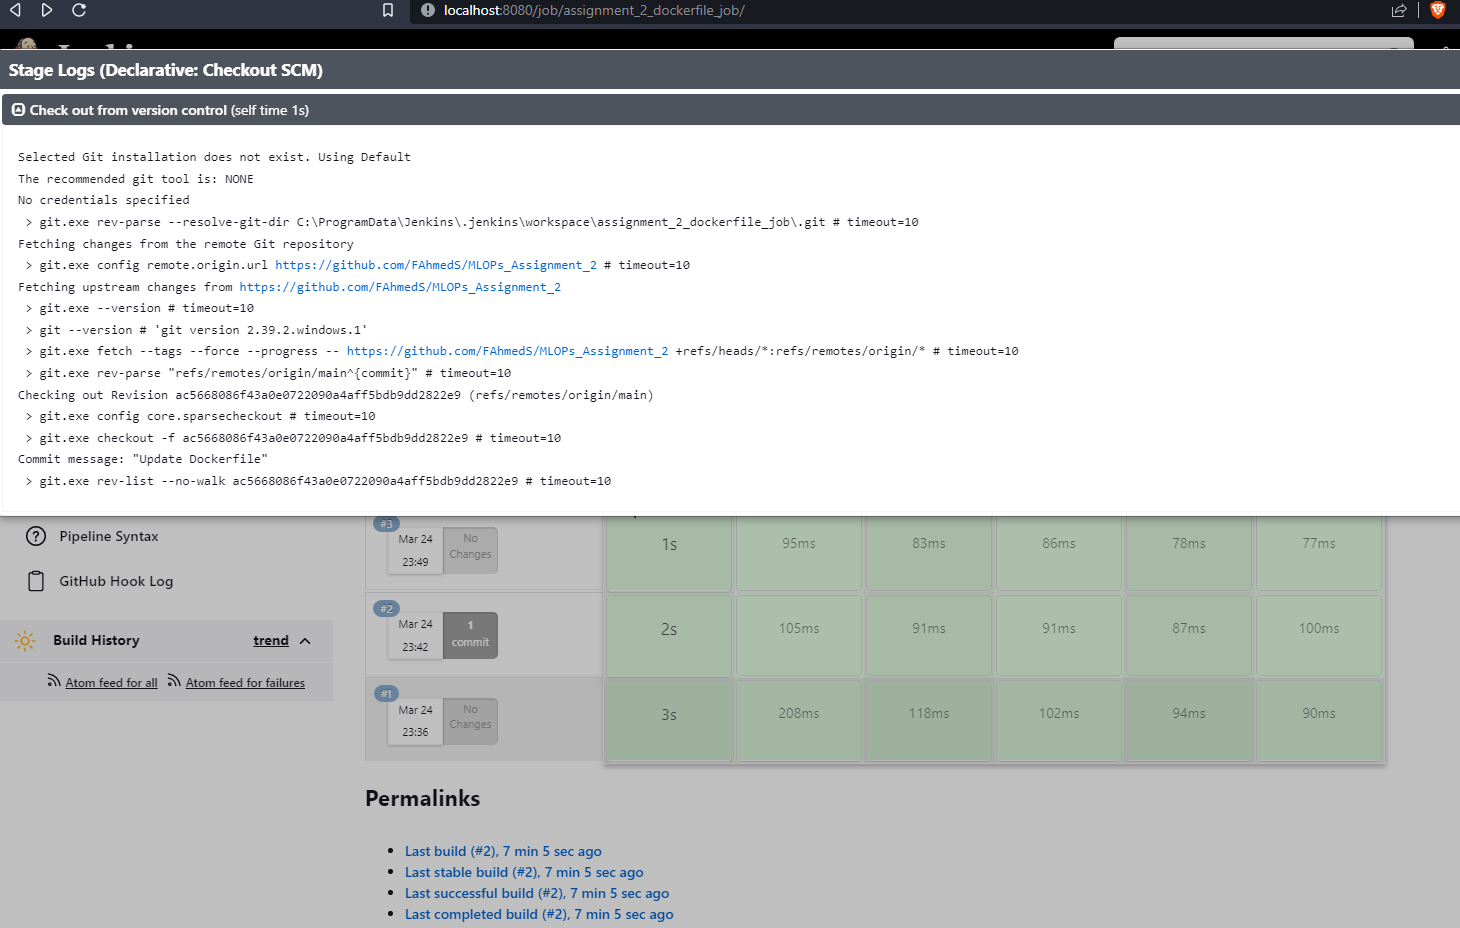 localhost:8080/job/assignment_2_dockerfile_job/
Stage Logs (Declarative: Checkout SCM)
Check out from version control (self time 1s)
Selected Git installation does not exist. Using Default
The recommended git tool is: NONE
No credentials specified
> git.exe rev-parse --resolve-git-dir C:\ProgramData\Jenkins\.jenkins\workspace\assignment_2_dockerfile_job\.git # timeout=10
Fetching changes from the remote Git repository
> git.exe config remote.origin.url https://github.com/FAhmedS/MLOPs_Assignment_2 # timeout=10
Fetching upstream changes from https://github.com/FAhmedS/MLOPs_Assignment_2
> git.exe --version # timeout=10
> git --version # 'git version 2.39.2.windows.1'
> git.exe fetch --tags --force --progress -- https://github.com/FAhmedS/MLOPs_Assignment_2 +refs/heads/*:refs/remotes/origin/* # timeout=10
> git.exe rev-parse "refs/remotes/origin/main^{commit}" # timeout=10
Checking out Revision ac5668086f43a0e0722090a4aff5bdb9dd2822e9 (refs/remotes/origin/main)
> git.exe config core.sparsecheckout # timeout=10
> git.exe checkout -f ac5668086f43a0e0722090a4aff5bdb9dd2822e9 # timeout=10
Commit message: "Update Dockerfile"
> git.exe rev-list --no-walk ac5668086f43a0e0722090a4aff5bdb9dd2822e9 # timeout=10
Pipeline Syntax
GitHub Hook Log
Build History trend
Atom feed for all Atom feed for failures
#3
Mar 24 No
23:49 Changes
1s 95ms 83ms 86ms 78ms 77ms
#2
Mar 24 1
23:42 commit
2s 105ms 91ms 91ms 87ms 100ms
#1
Mar 24 No
23:36 Changes
3s 208ms 118ms 102ms 94ms 90ms
Permalinks
Last build (#2), 7 min 5 sec ago
Last stable build (#2), 7 min 5 sec ago
Last successful build (#2), 7 min 5 sec ago
Last completed build (#2), 7 min 5 sec ago